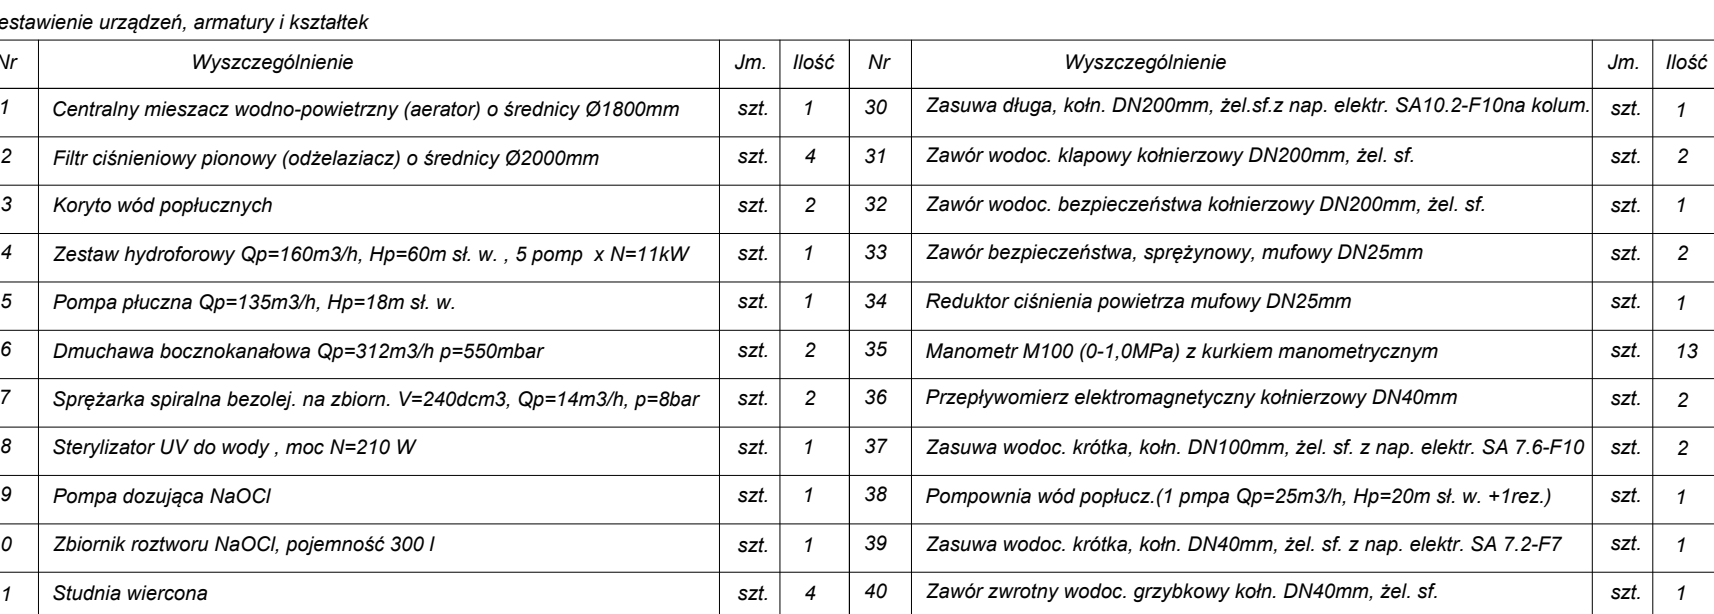 estawienie urządzeń, armatury i kształtek
Nr Wyszczególnienie Jm. Ilość Nr Wyszczególnienie Jm. Ilość
1 Centralny mieszacz wodno-powietrzny (aerator) o średnicy Ø1800mm szt. 1 30 Zasuwa długa, kołn. DN200mm, żel.sf.z nap. elektr. SA10.2-F10na kolum. szt. 1
2 Filtr ciśnieniowy pionowy (odżelaziacz) o średnicy Ø2000mm szt. 4 31 Zawór wodoc. klapowy kołnierzowy DN200mm, żel. sf. szt. 2
3 Koryto wód popłucznych szt. 2 32 Zawór wodoc. bezpieczeństwa kołnierzowy DN200mm, żel. sf. szt. 1
4 Zestaw hydroforowy Qp=160m3/h, Hp=60m sł. w. , 5 pomp x N=11kW szt. 1 33 Zawór bezpieczeństwa, sprężynowy, mufowy DN25mm szt. 2
5 Pompa płuczna Qp=135m3/h, Hp=18m sł. w. szt. 1 34 Reduktor ciśnienia powietrza mufowy DN25mm szt. 1
6 Dmuchawa bocznokanałowa Qp=312m3/h p=550mbar szt. 2 35 Manometr M100 (0-1,0MPa) z kurkiem manometrycznym szt. 13
7 Sprężarka spiralna bezolej. na zbiorn. V=240dcm3, Qp=14m3/h, p=8bar szt. 2 36 Przepływomierz elektromagnetyczny kołnierzowy DN40mm szt. 2
8 Sterylizator UV do wody , moc N=210 W szt. 1 37 Zasuwa wodoc. krótka, kołn. DN100mm, żel. sf. z nap. elektr. SA 7.6-F10 szt. 2
9 Pompa dozująca NaOCl szt. 1 38 Pompownia wód popłucz.(1 pmpa Qp=25m3/h, Hp=20m sł. w. +1rez.) szt. 1
0 Zbiornik roztworu NaOCl, pojemność 300 l szt. 1 39 Zasuwa wodoc. krótka, kołn. DN40mm, żel. sf. z nap. elektr. SA 7.2-F7 szt. 1
1 Studnia wiercona szt. 4 40 Zawór zwrotny wodoc. grzybkowy kołn. DN40mm, żel. sf. szt. 1